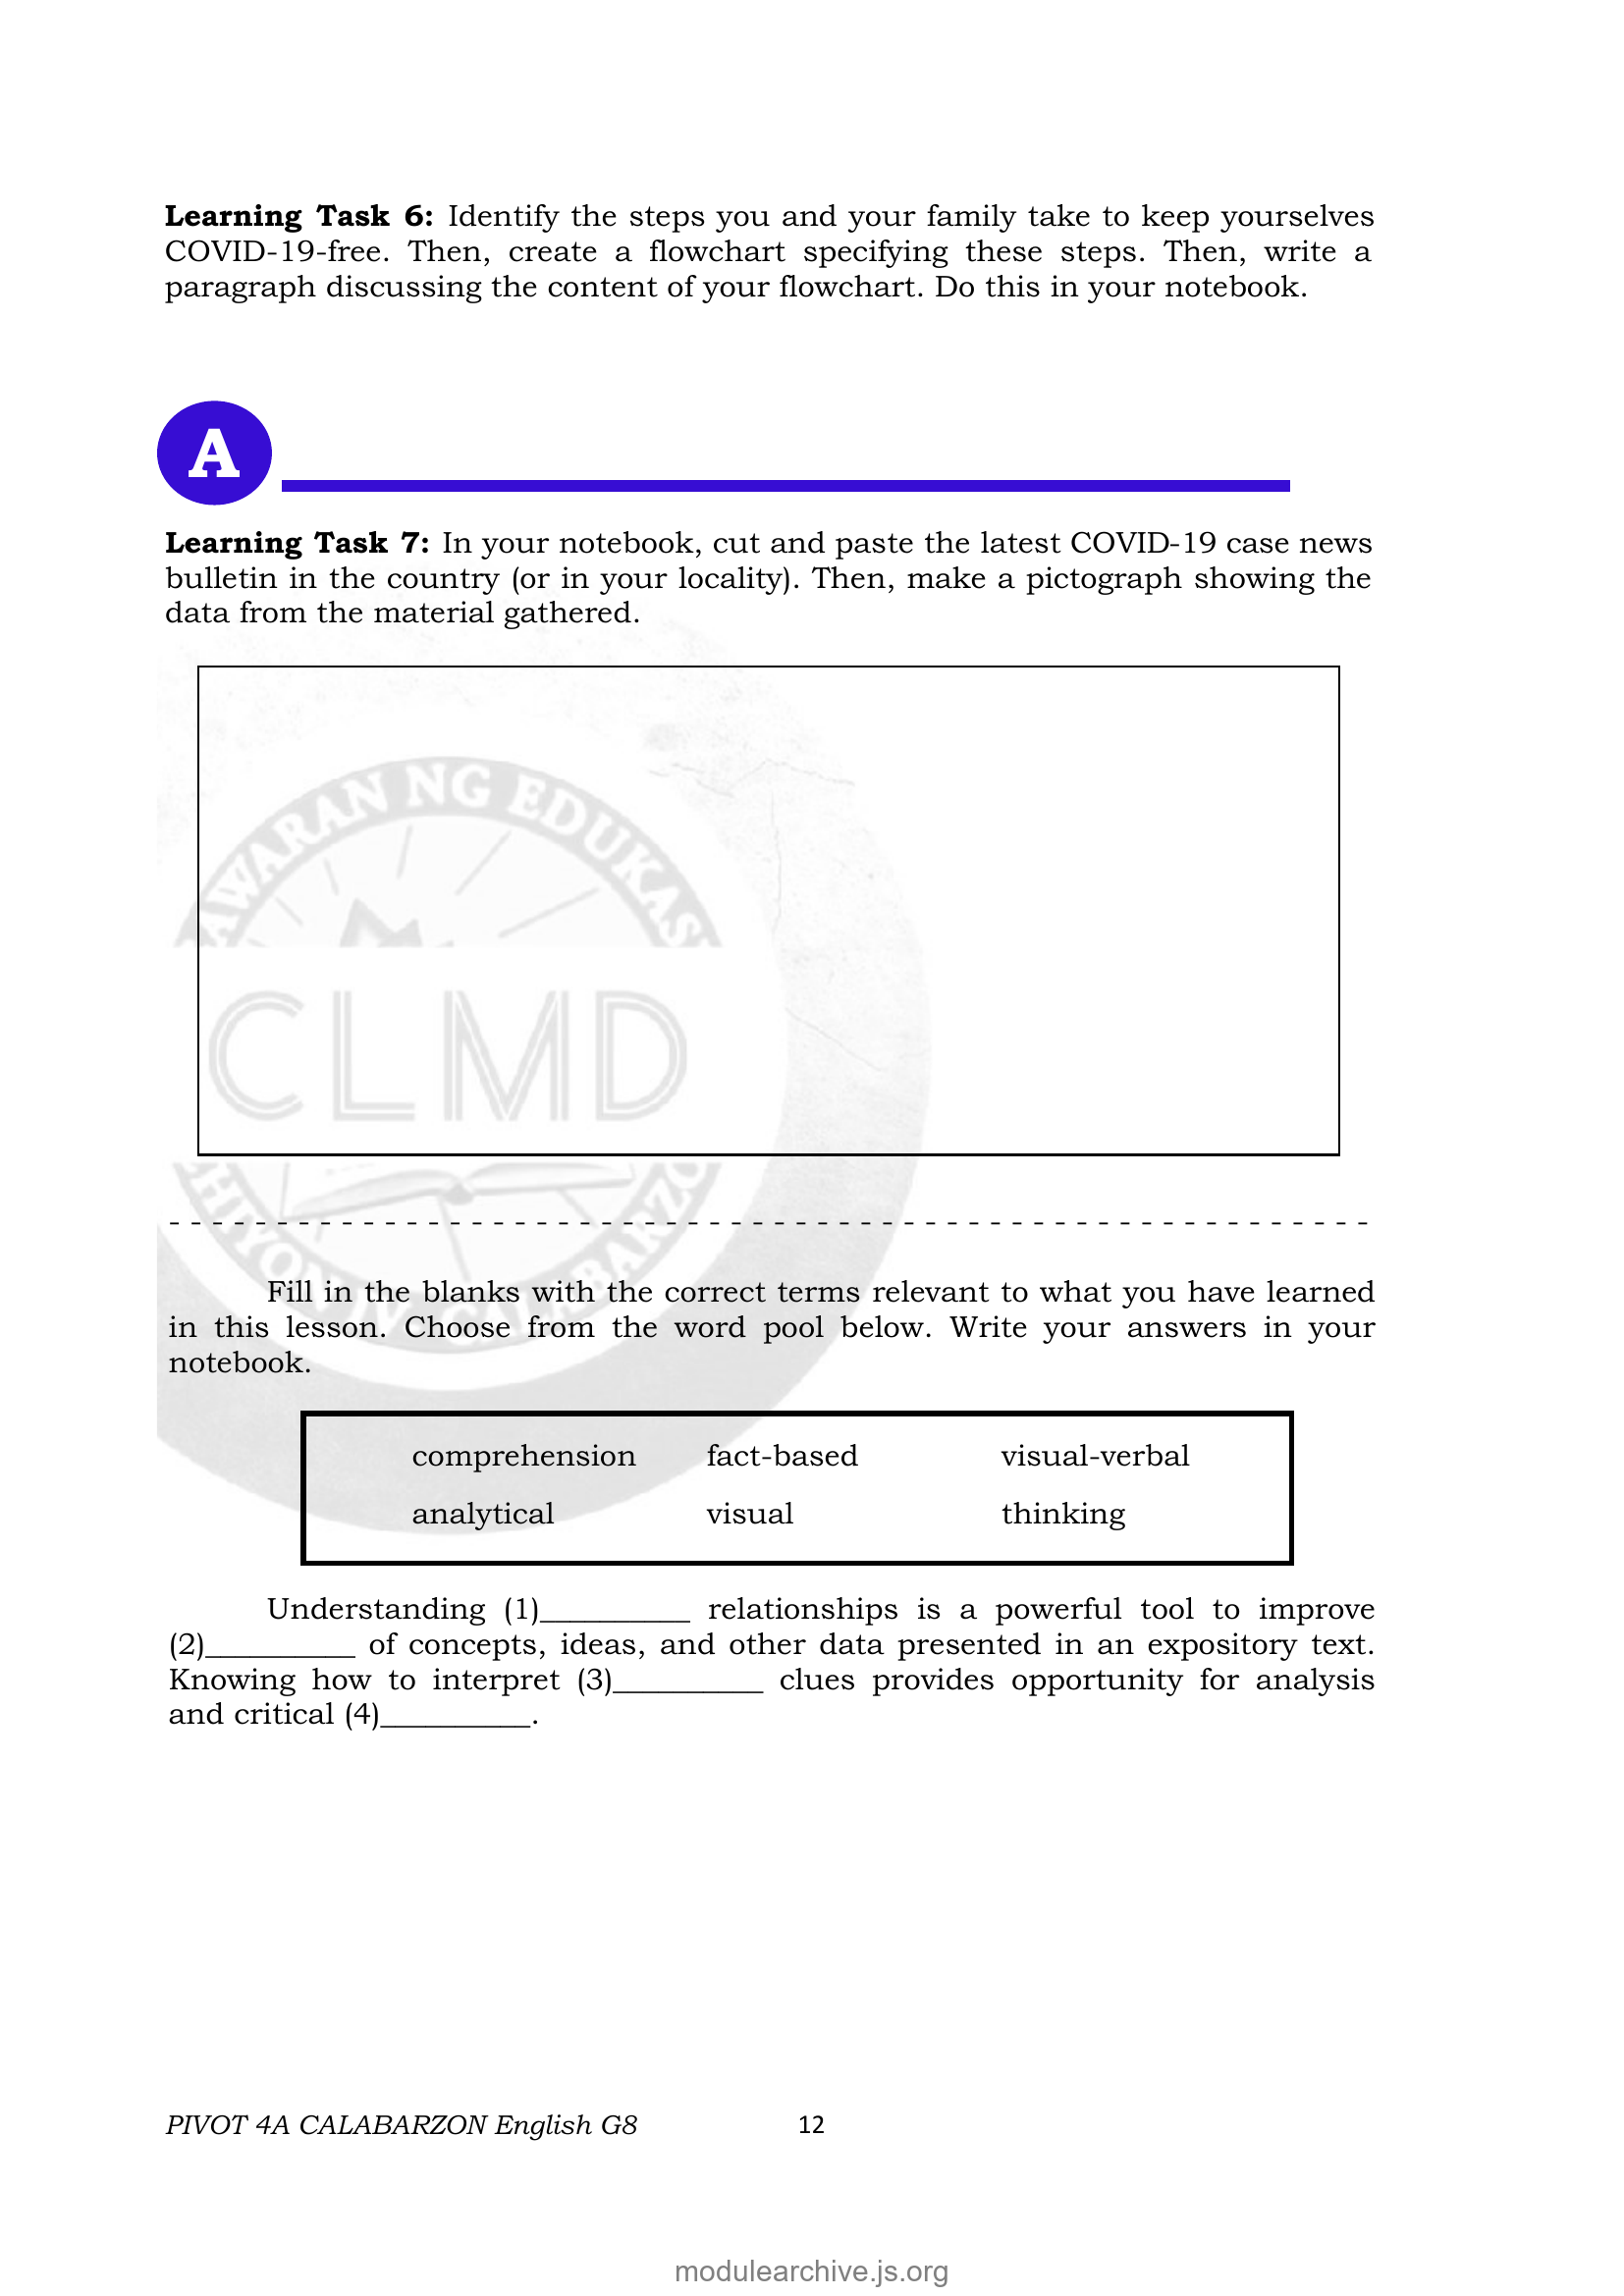 Learning Task 6: Identify the steps you and your family take to keep yourselves
COVID-19-free. Then, create a flowchart specifying these steps. Then, write a
paragraph discussing the content of your flowchart. Do this in your notebook.
A
Learning Task 7: In your notebook, cut and paste the latest COVID-19 case news
bulletin in the country (or in your locality). Then, make a pictograph showing the
data from the material gathered.
AWARAN NG EDUKAS
CLMD
HIYON IV CALABARZO
- - - - - - - - - - - - - - - - - - - - - - - - - - - - - - - - - - - - - - - - - - - - - - - - - - - - - - - -
Fill in the blanks with the correct terms relevant to what you have learned
in this lesson. Choose from the word pool below. Write your answers in your
notebook.
comprehension fact-based visual-verbal
analytical visual thinking
Understanding (1)__________ relationships is a powerful tool to improve
(2)__________ of concepts, ideas, and other data presented in an expository text.
Knowing how to interpret (3)__________ clues provides opportunity for analysis
and critical (4)__________.
PIVOT 4A CALABARZON English G8 12
modulearchive.js.org